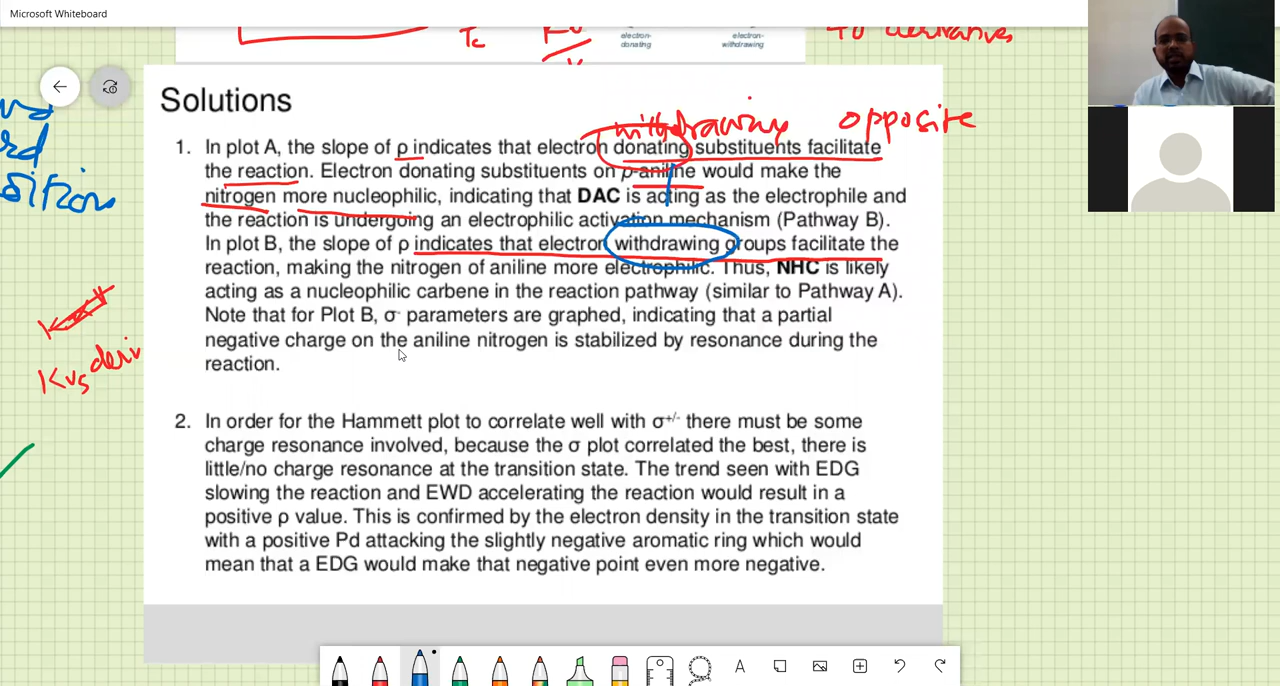 Microsoft Whiteboard
Tc
electron-
donating
electron-
withdrawing
to derivatives
Solutions
withdrawing opposite
1. In plot A, the slope of ρ indicates that electron donating substituents facilitate
the reaction. Electron donating substituents on p-aniline would make the
nitrogen more nucleophilic, indicating that DAC is acting as the electrophile and
the reaction is undergoing an electrophilic activation mechanism (Pathway B).
In plot B, the slope of ρ indicates that electron withdrawing groups facilitate the
reaction, making the nitrogen of aniline more electrophilic. Thus, NHC is likely
acting as a nucleophilic carbene in the reaction pathway (similar to Pathway A).
Note that for Plot B, σ- parameters are graphed, indicating that a partial
negative charge on the aniline nitrogen is stabilized by resonance during the
reaction.
Kvs deriv
2. In order for the Hammett plot to correlate well with σ+/- there must be some
charge resonance involved, because the σ plot correlated the best, there is
little/no charge resonance at the transition state. The trend seen with EDG
slowing the reaction and EWD accelerating the reaction would result in a
positive ρ value. This is confirmed by the electron density in the transition state
with a positive Pd attacking the slightly negative aromatic ring which would
mean that a EDG would make that negative point even more negative.
A